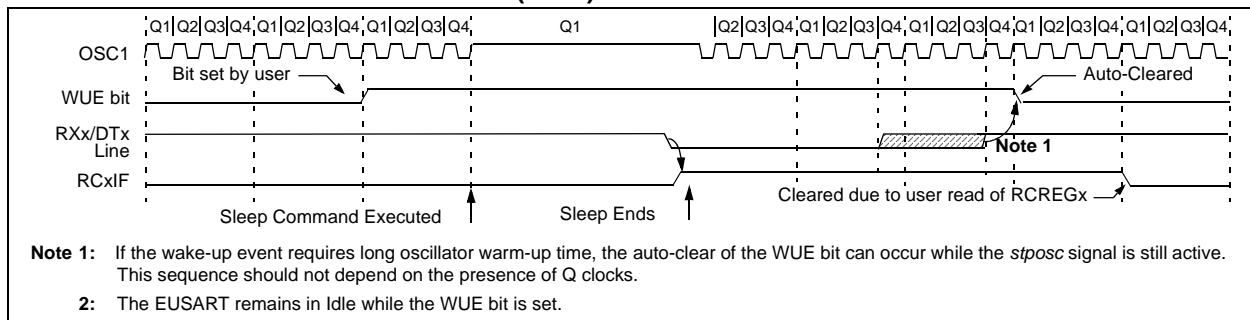 Q1|Q2|Q3|Q4|Q1|Q2|Q3|Q4|Q1|Q2|Q3|Q4 Q1 Q2|Q3|Q4|Q1|Q2|Q3|Q4|Q1|Q2|Q3|Q4|Q1|Q2|Q3|Q4|Q1|Q2|Q3|Q4
OSC1
Bit set by user
Auto-Cleared
WUE bit
RXx/DTx
Line
Note 1
RCxIF
Cleared due to user read of RCREGx
Sleep Command Executed
Sleep Ends
Note 1: If the wake-up event requires long oscillator warm-up time, the auto-clear of the WUE bit can occur while the stposc signal is still active.
This sequence should not depend on the presence of Q clocks.
2: The EUSART remains in Idle while the WUE bit is set.